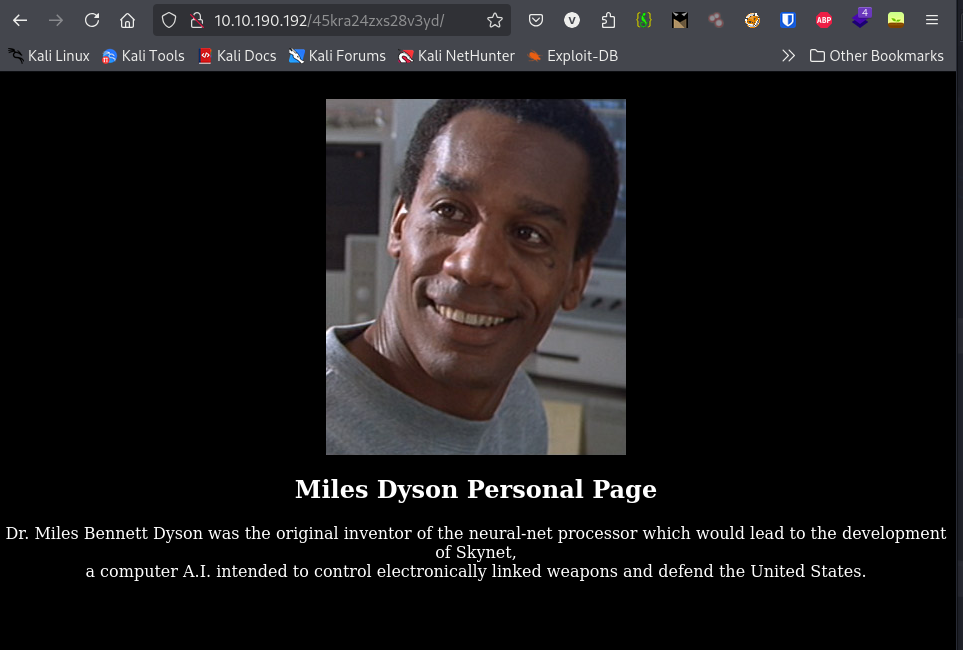 10.10.190.192/45kra24zxs28v3yd/
V
{$}
ABP
4
Kali Linux Kali Tools Kali Docs Kali Forums Kali NetHunter Exploit-DB Other Bookmarks
Miles Dyson Personal Page
Dr. Miles Bennett Dyson was the original inventor of the neural-net processor which would lead to the development
of Skynet,
a computer A.I. intended to control electronically linked weapons and defend the United States.